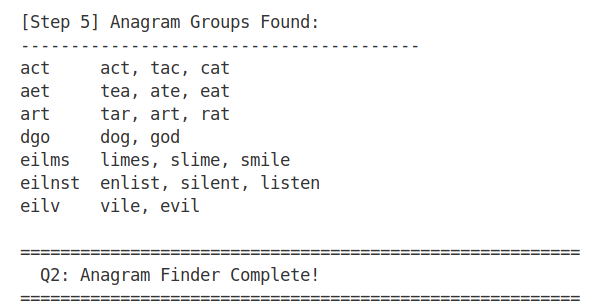 [Step 5] Anagram Groups Found:
----------------------------------------
act     act, tac, cat
aet     tea, ate, eat
art     tar, art, rat
dgo     dog, god
eilms   limes, slime, smile
eilnst  enlist, silent, listen
eilv    vile, evil
========================================================
  Q2: Anagram Finder Complete!
========================================================